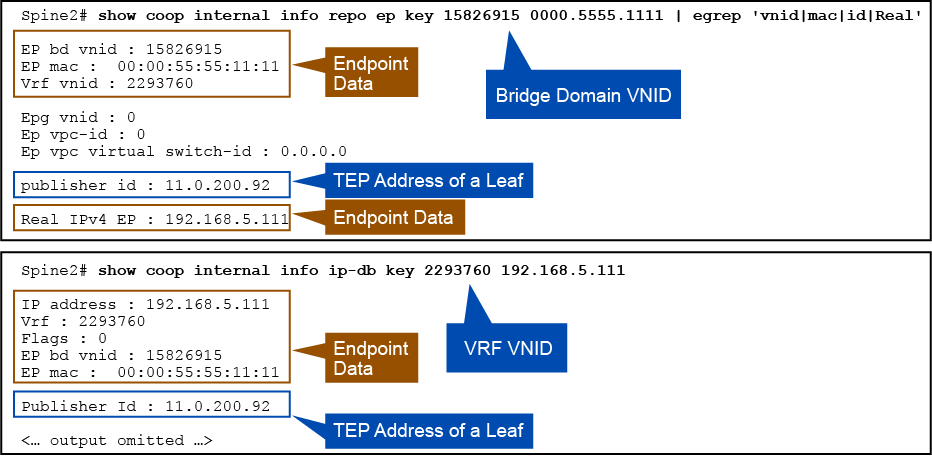 Spine2# show coop internal info repo ep key 15826915 0000.5555.1111 | egrep 'vnid|mac|id|Real'
EP bd vnid : 15826915
EP mac :  00:00:55:55:11:11
Vrf vnid : 2293760
Endpoint
Data
Bridge Domain VNID
Epg vnid : 0
Ep vpc-id : 0
Ep vpc virtual switch-id : 0.0.0.0
publisher id : 11.0.200.92
TEP Address of a Leaf
Real IPv4 EP : 192.168.5.111
Endpoint Data
Spine2# show coop internal info ip-db key 2293760 192.168.5.111
IP address : 192.168.5.111
Vrf : 2293760
Flags : 0
EP bd vnid : 15826915
EP mac :  00:00:55:55:11:11
Endpoint
Data
VRF VNID
Publisher Id : 11.0.200.92
TEP Address of a Leaf
<… output omitted …>